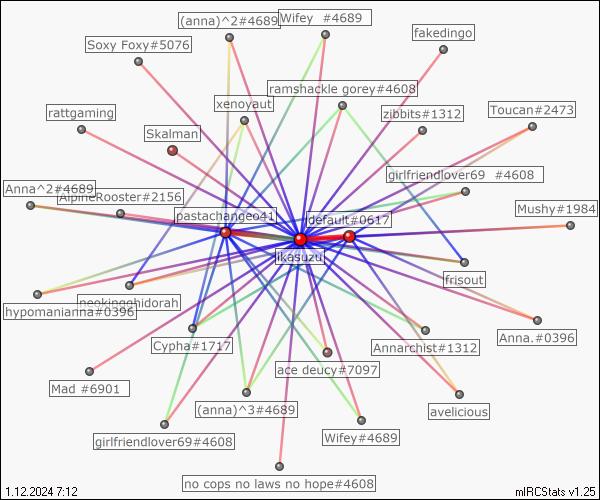 (anna)^2#4689
Wifey #4689
fakedingo
Soxy Foxy#5076
ramshackle gorey#4608
xenoyaut
rattgaming
zibbits#1312
Toucan#2473
Skalman
girlfriendlover69 #4608
Anna^2#4689
AlpineRooster#2156
pastachangeo41
default#0617
Mushy#1984
ikasuzu
frisout
neokingghidorah
hypomanianna#0396
Anna.#0396
Cypha#1717
Annarchist#1312
ace deucy#7097
Mad #6901
(anna)^3#4689
avelicious
girlfriendlover69#4608
Wifey#4689
no cops no laws no hope#4608
1.12.2024 7:12
mIRCStats v1.25